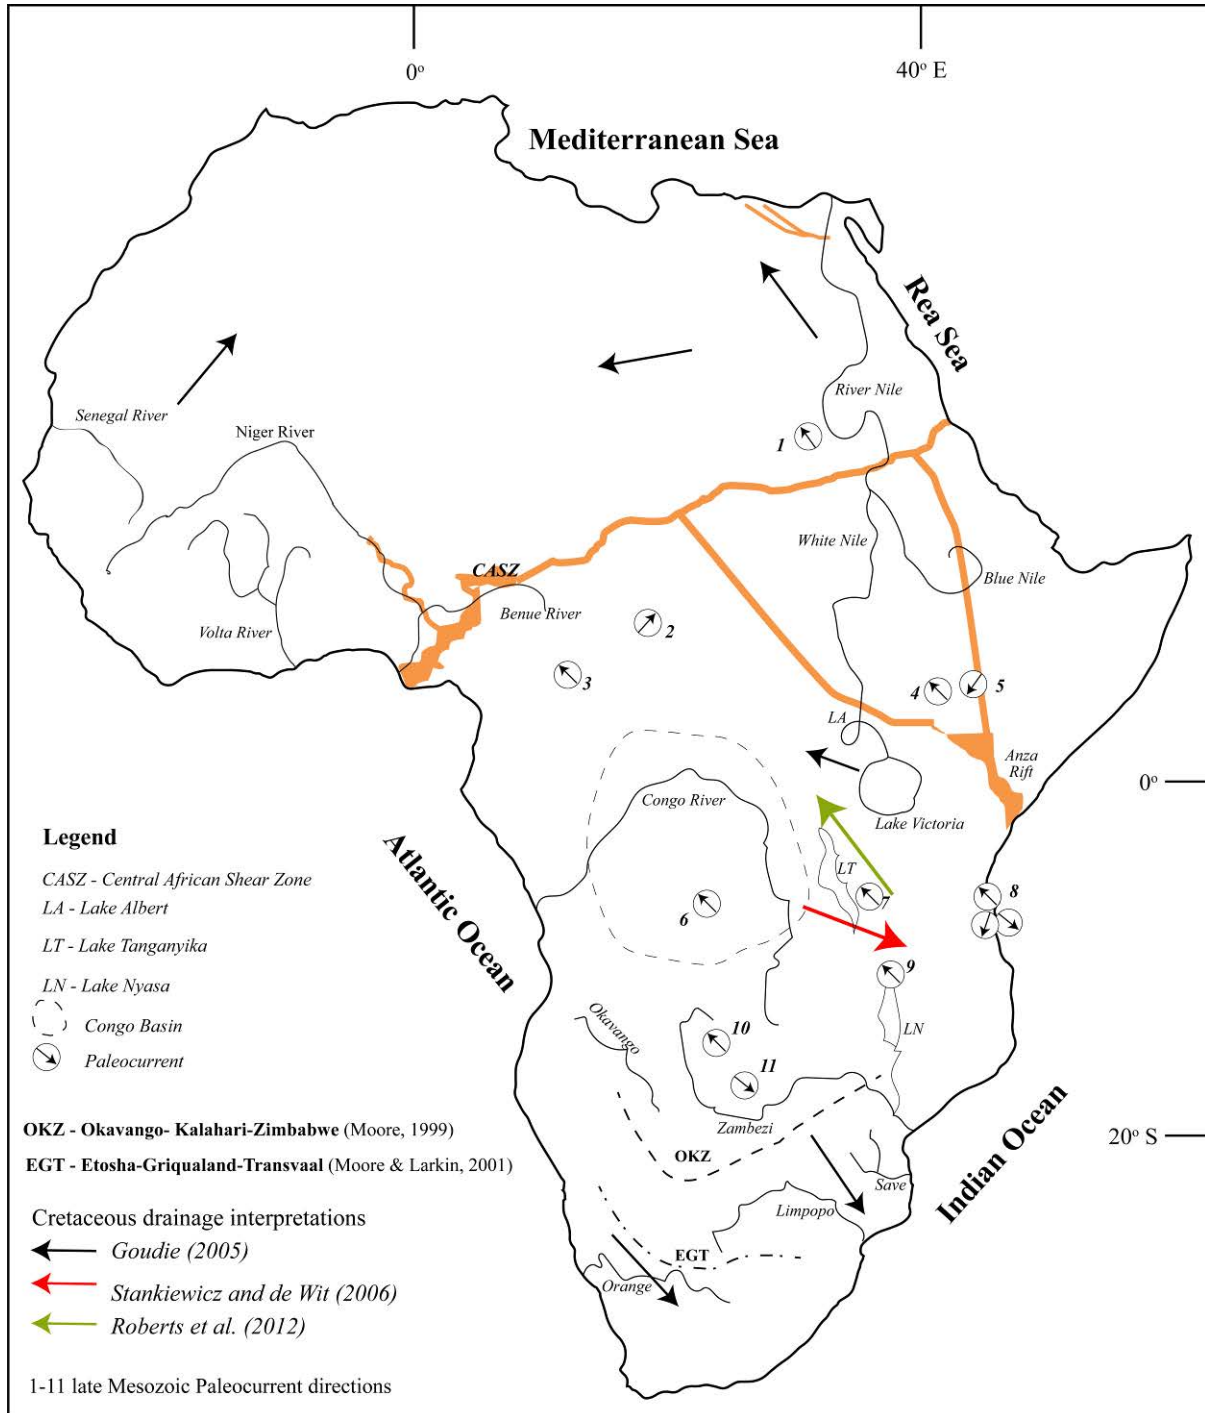 0º
40º E
Mediterranean Sea
Rea Sea
Senegal River
Niger River
River Nile
1
White Nile
CASZ
Blue Nile
Benue River
Volta River
2
3
4
5
LA
Anza
Rift
0º
Congo River
Lake Victoria
Legend
Atlantic Ocean
LT
CASZ - Central African Shear Zone
7
8
LA - Lake Albert
6
LT - Lake Tanganyika
9
LN - Lake Nyasa
Okavango
LN
Congo Basin
10
Paleocurrent
11
Zambezi
Indian Ocean
OKZ - Okavango- Kalahari-Zimbabwe (Moore, 1999)
20º S
OKZ
EGT - Etosha-Griqualand-Transvaal (Moore & Larkin, 2001)
Save
Limpopo
Cretaceous drainage interpretations
EGT
Goudie (2005)
Orange
Stankiewicz and de Wit (2006)
Roberts et al. (2012)
1-11 late Mesozoic Paleocurrent directions